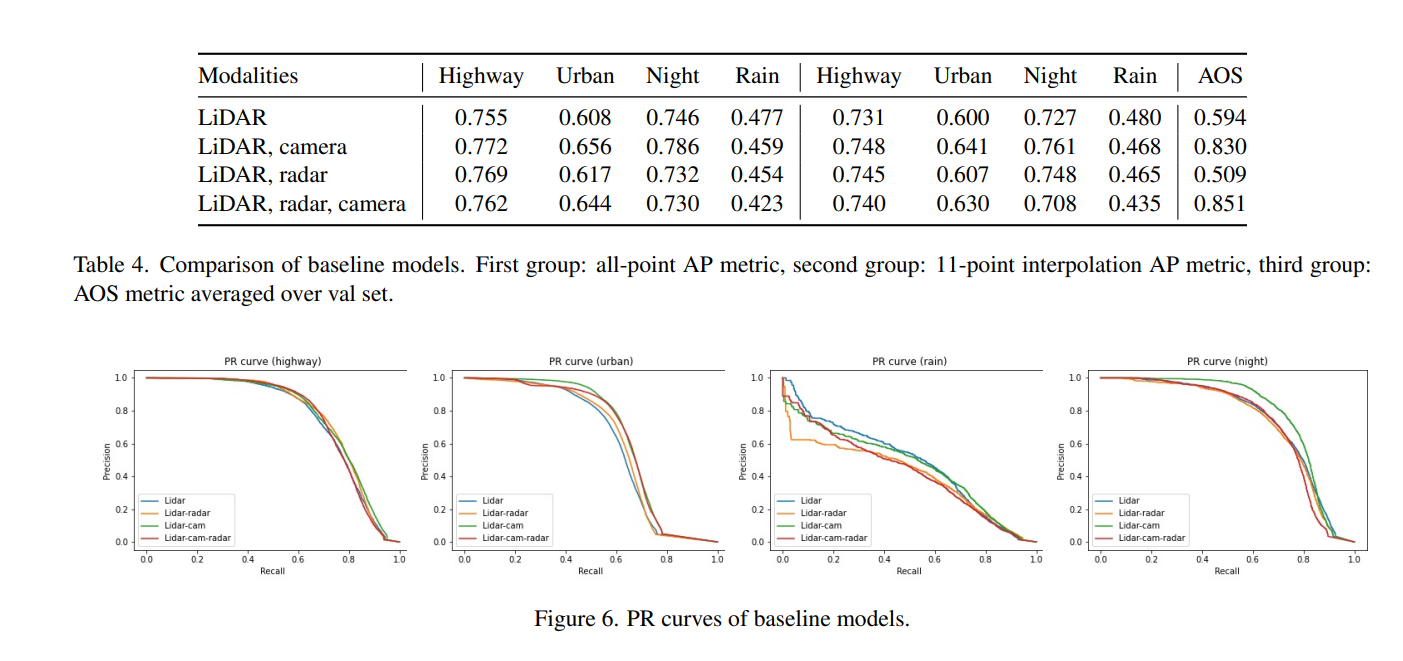 Modalities Highway Urban Night Rain Highway Urban Night Rain AOS
LiDAR 0.755 0.608 0.746 0.477 0.731 0.600 0.727 0.480 0.594
LiDAR, camera 0.772 0.656 0.786 0.459 0.748 0.641 0.761 0.468 0.830
LiDAR, radar 0.769 0.617 0.732 0.454 0.745 0.607 0.748 0.465 0.509
LiDAR, radar, camera 0.762 0.644 0.730 0.423 0.740 0.630 0.708 0.435 0.851
Table 4. Comparison of baseline models. First group: all-point AP metric, second group: 11-point interpolation AP metric, third group:
AOS metric averaged over val set.
PR curve (highway)
Precision
1.0
0.8
0.6
0.4
0.2
0.0
Lidar
Lidar-radar
Lidar-cam
Lidar-cam-radar
0.0 0.2 0.4 0.6 0.8 1.0
Recall
PR curve (urban)
Precision
1.0
0.8
0.6
0.4
0.2
0.0
Lidar
Lidar-radar
Lidar-cam
Lidar-cam-radar
0.0 0.2 0.4 0.6 0.8 1.0
Recall
PR curve (rain)
Precision
1.0
0.8
0.6
0.4
0.2
0.0
Lidar
Lidar-radar
Lidar-cam
Lidar-cam-radar
0.0 0.2 0.4 0.6 0.8 1.0
Recall
PR curve (night)
Precision
1.0
0.8
0.6
0.4
0.2
0.0
Lidar
Lidar-radar
Lidar-cam
Lidar-cam-radar
0.0 0.2 0.4 0.6 0.8 1.0
Recall
Figure 6. PR curves of baseline models.